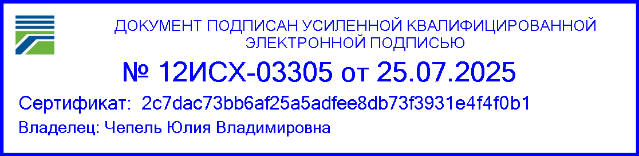 ДОКУМЕНТ ПОДПИСАН УСИЛЕННОЙ КВАЛИФИЦИРОВАННОЙ
ЭЛЕКТРОННОЙ ПОДПИСЬЮ
№ 12ИСХ-03305 от 25.07.2025
Сертификат: 2c7dac73bb6af25a5adfee8db73f3931e4f4f0b1
Владелец: Чепель Юлия Владимировна